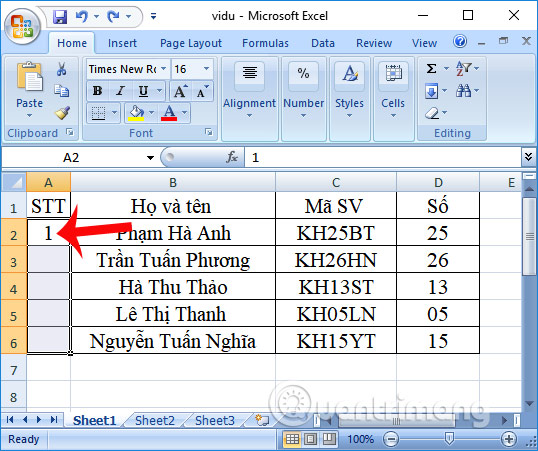 vidu - Microsoft Excel
Home Insert Page Layout Formulas Data Review View
Paste
Clipboard
Times New Ro 16
B I U A A
A
Font
Alignment
%
Number
A
Styles
Cells
Σ A Z
Editing
A2 fx 1
A B C D E
1 STT Họ và tên Mã SV Số
2 1 Phạm Hà Anh KH25BT 25
3 Trần Tuấn Phương KH26HN 26
4 Hà Thu Thảo KH13ST 13
5 Lê Thị Thanh KH05LN 05
6 Nguyễn Tuấn Nghĩa KH15YT 15
7
8
Quantrimang
Sheet1 Sheet2 Sheet3
Ready 100%